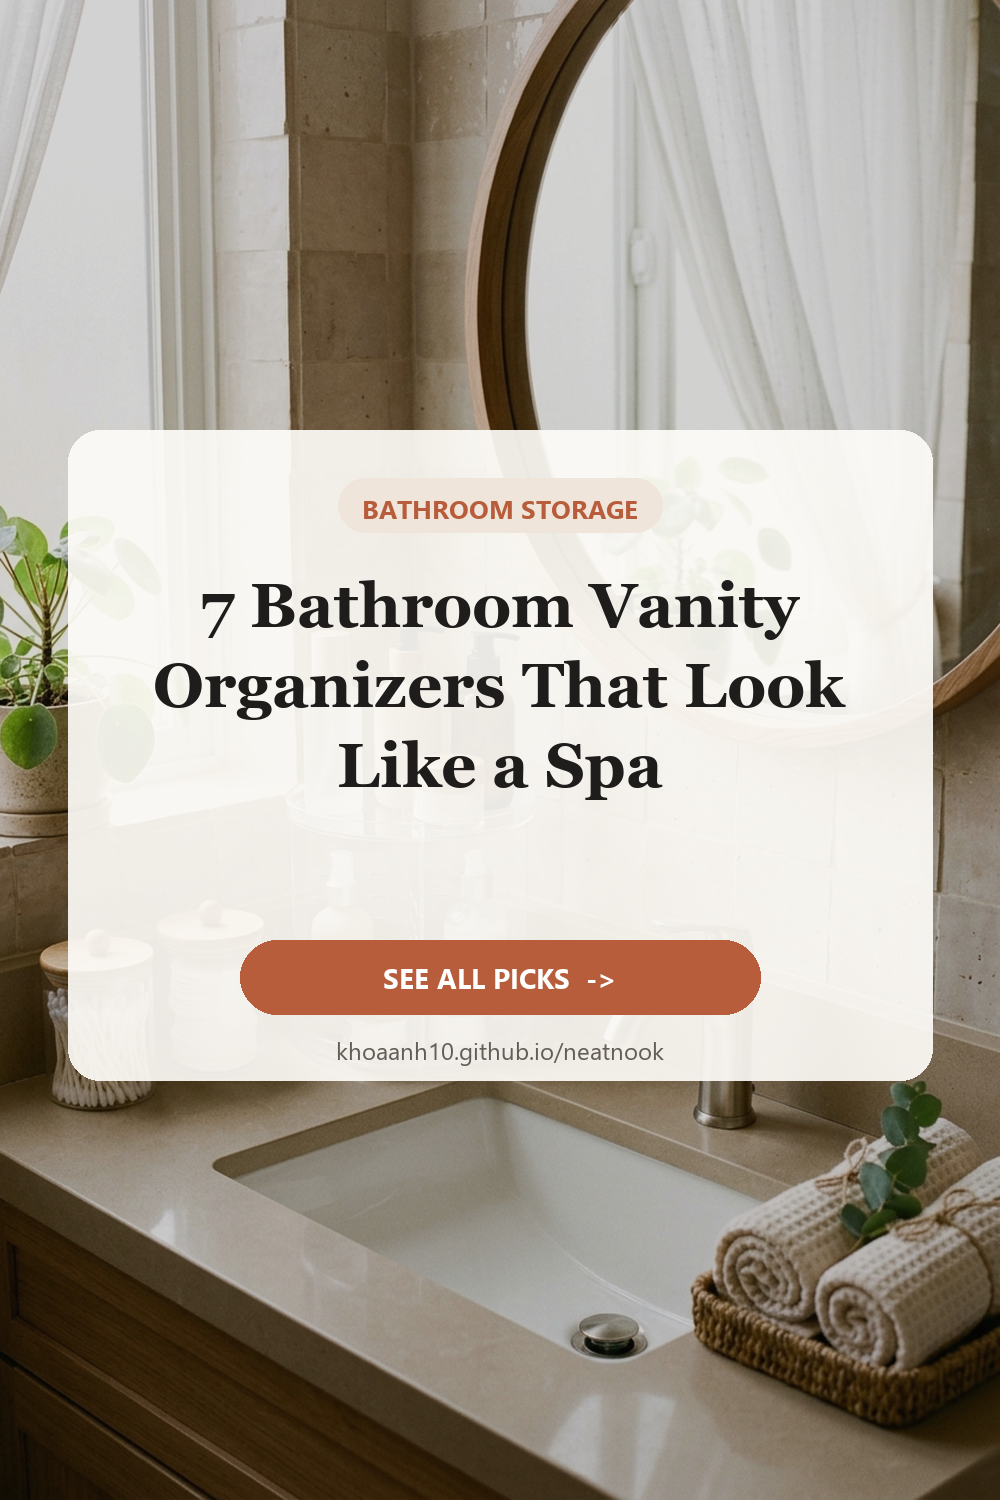 BATHROOM STORAGE
7 Bathroom Vanity
Organizers That Look
Like a Spa
SEE ALL PICKS ->
khoaanh10.github.io/neatnook